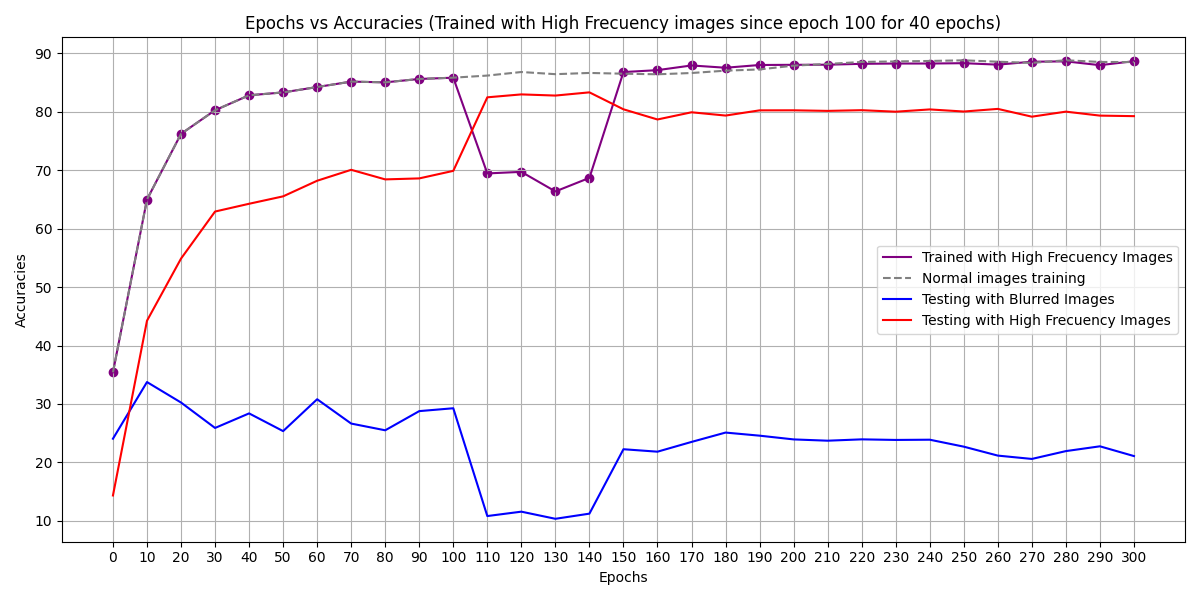 Epochs vs Accuracies (Trained with High Frecuency images since epoch 100 for 40 epochs)
90
80
70
60
50
40
30
20
10
Accuracies
Trained with High Frecuency Images
Normal images training
Testing with Blurred Images
Testing with High Frecuency Images
0 10 20 30 40 50 60 70 80 90 100 110 120 130 140 150 160 170 180 190 200 210 220 230 240 250 260 270 280 290 300
Epochs